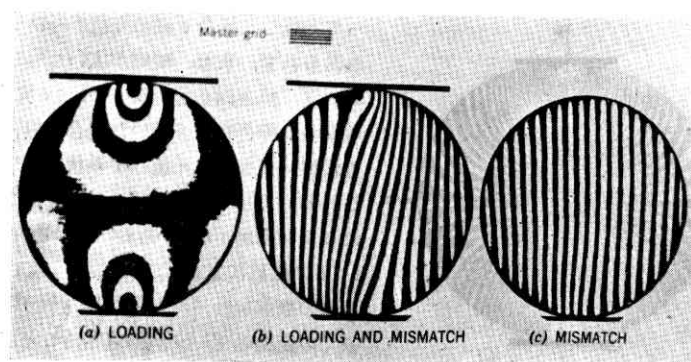 Master grid
(a) LOADING
(b) LOADING AND .MISMATCH
(c) MISMATCH